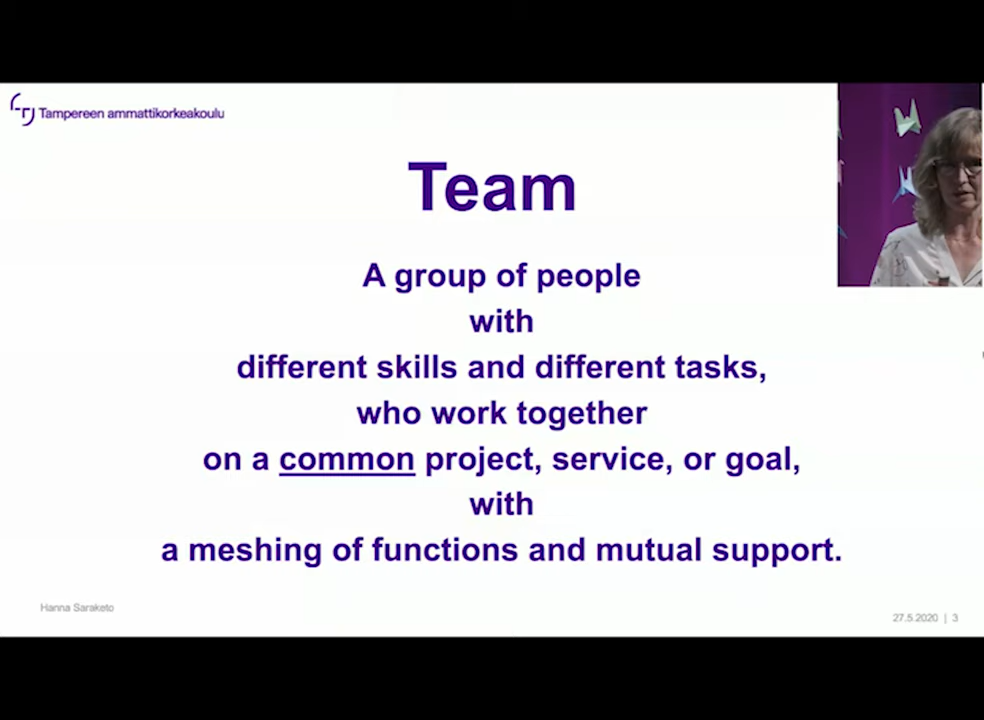 Tampereen ammattikorkeakoulu
Team
A group of people
with
different skills and different tasks,
who work together
on a common project, service, or goal,
with
a meshing of functions and mutual support.
Hanna Saraketo
27.5.2020 | 3